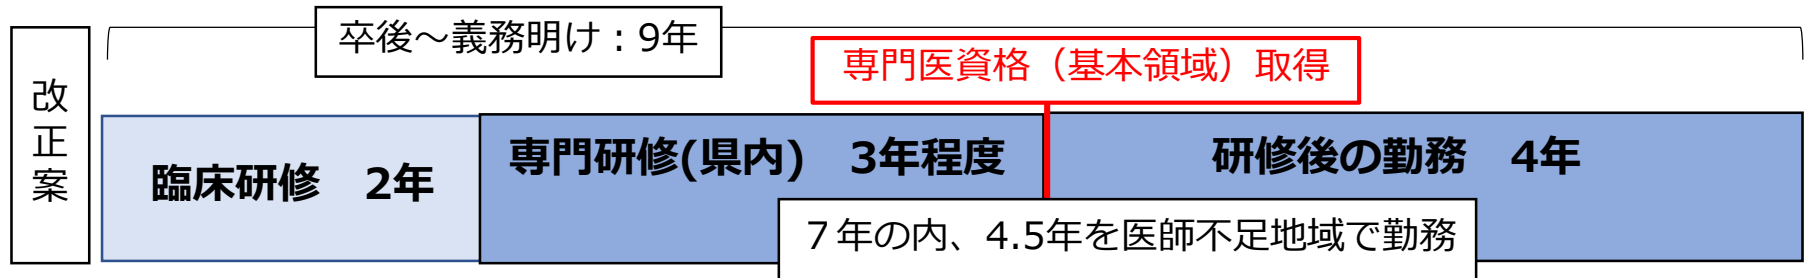 改正案
卒後～義務明け：9年
専門医資格（基本領域）取得
臨床研修　2年
専門研修(県内)　3年程度
研修後の勤務　4年
７年の内、4.5年を医師不足地域で勤務